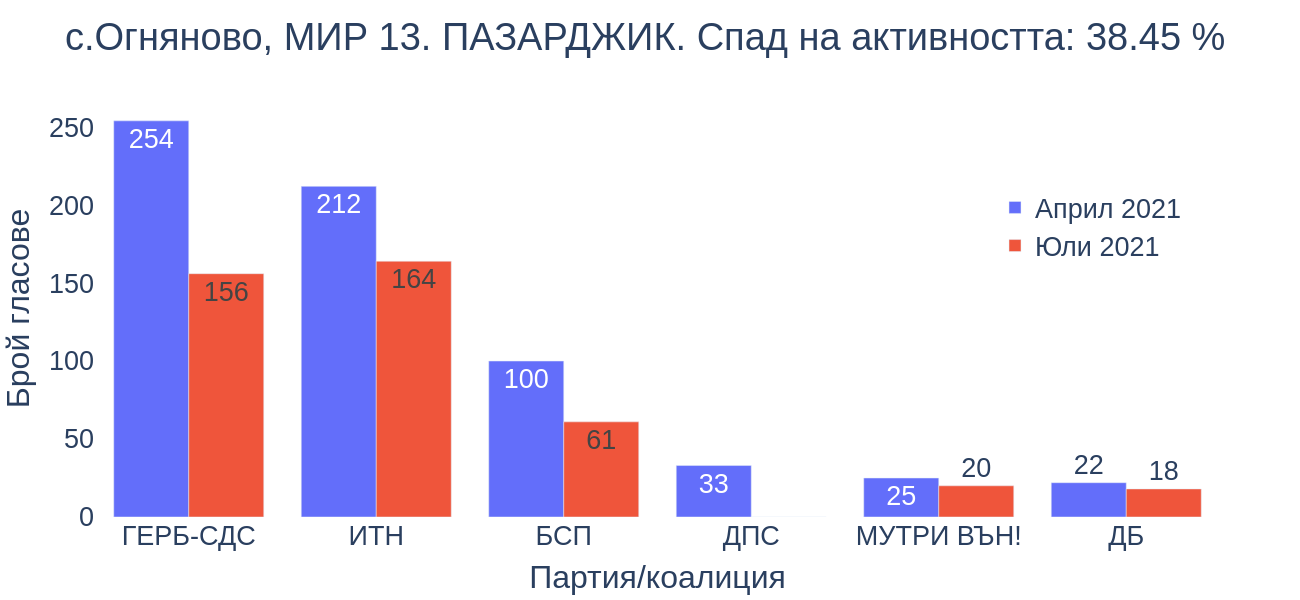 с.Огняново, МИР 13. ПАЗАРДЖИК. Спад на активността: 38.45 %
Брой гласове
250
200
150
100
50
0
254
156
212
164
100
61
33
25
20
22
18
Април 2021
Юли 2021
ГЕРБ-СДС
ИТН
БСП
ДПС
МУТРИ ВЪН!
ДБ
Партия/коалиция